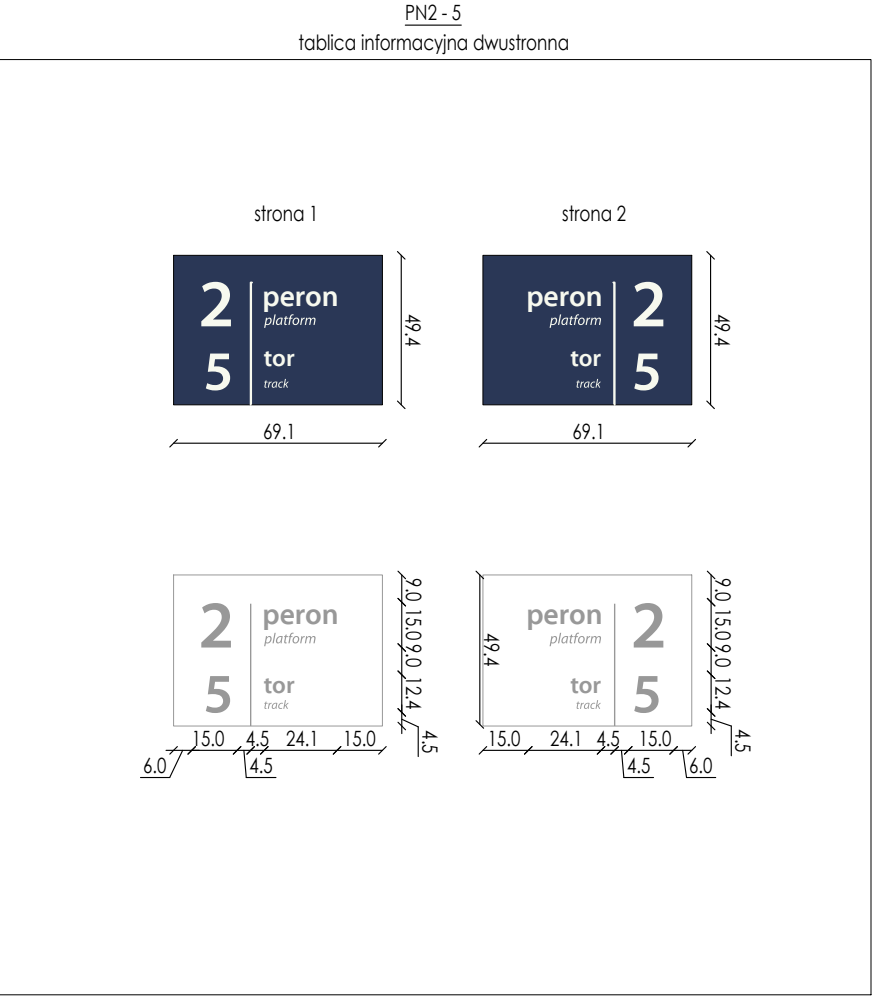 PN2 - 5
tablica informacyjna dwustronna
strona 1
strona 2
2 peron
platform
5 tor
track
49.4
69.1
peron 2
platform
tor 5
track
49.4
69.1
2 peron
platform
5 tor
track
9.0
15.0
9.0
12.4
4.5
15.0 4.5 24.1 15.0
6.0 4.5
49.4
peron 2
platform
tor 5
track
9.0
15.0
9.0
12.4
4.5
15.0 24.1 4.5 15.0
4.5 6.0